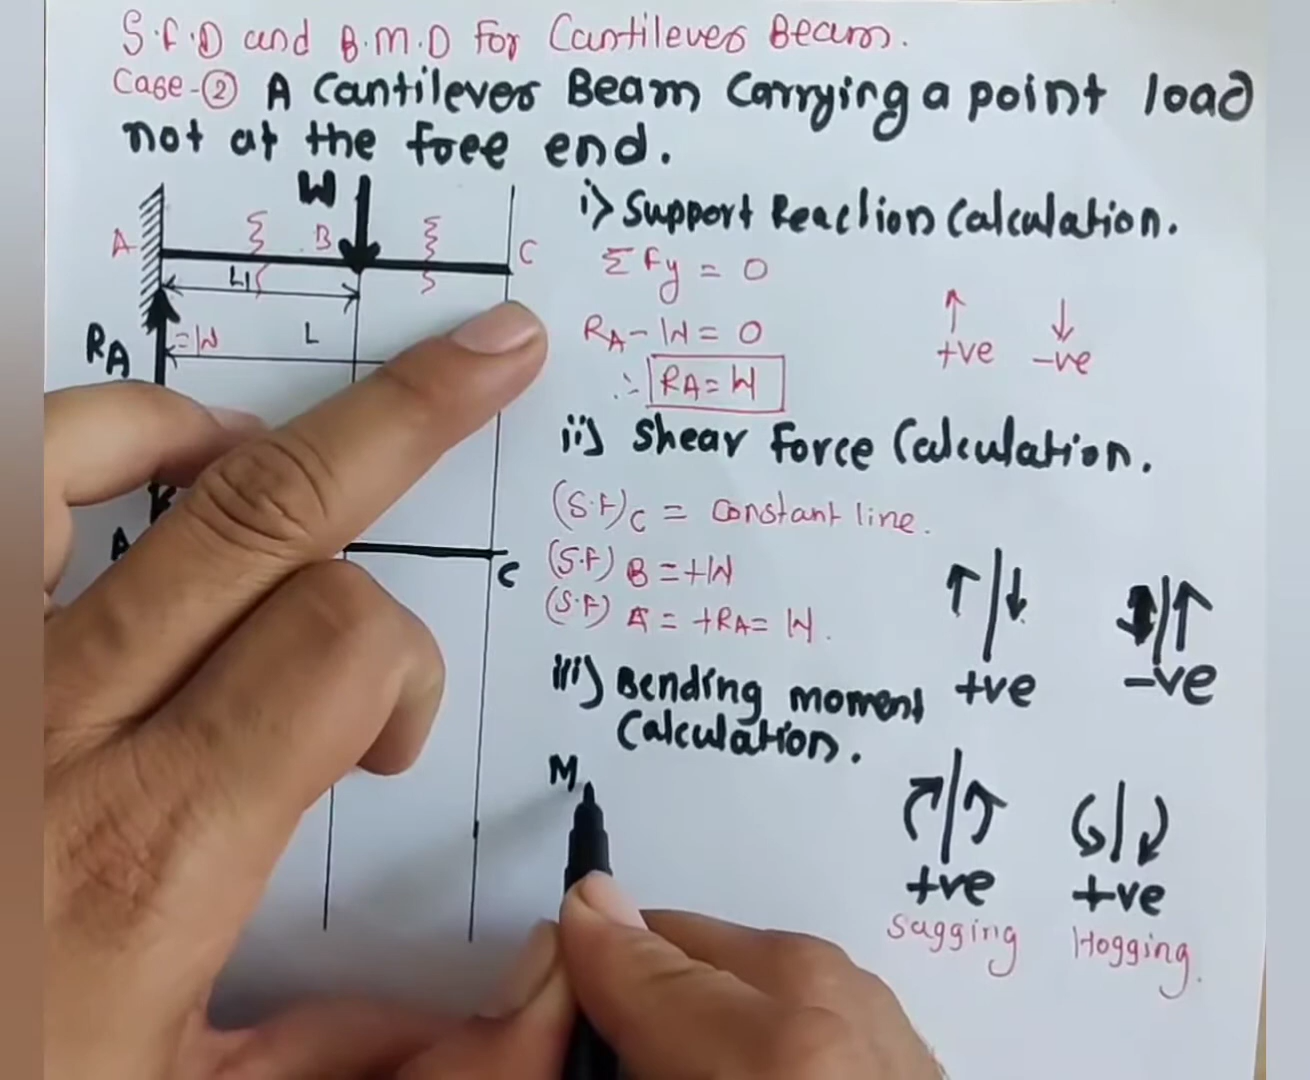 S.F.D and B.M.D For Cantilever Beam.
Case-② A Cantilever Beam Carrying a point load
not at the free end.
W
A
B
C
L1
L
RA
=W
A
C
i) Support Reaction Calculation.
ΣFy = 0
RA - W = 0
∴ RA = W
↑ +ve
↓ -ve
ii) Shear Force Calculation.
(S.F)C = Constant line.
(S.F) B = +W
(S.F) A = +RA = W.
+ve
-ve
iii) Bending moment
Calculation.
M
+ve
Sagging
+ve
Hogging.